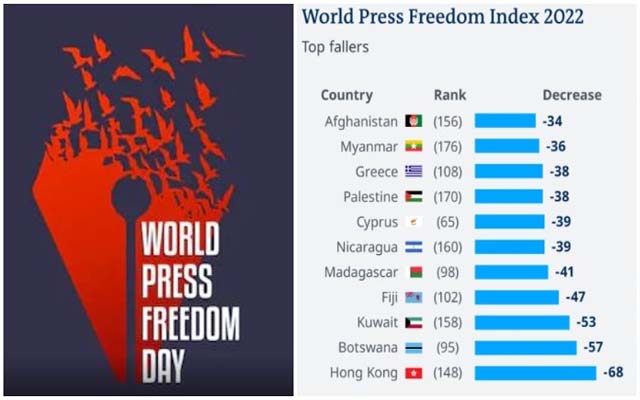 WORLD
PRESS
FREEDOM
DAY
World Press Freedom Index 2022
Top fallers
Country Rank Decrease
Afghanistan (156) -34
Myanmar (176) -36
Greece (108) -38
Palestine (170) -38
Cyprus (65) -39
Nicaragua (160) -39
Madagascar (98) -41
Fiji (102) -47
Kuwait (158) -53
Botswana (95) -57
Hong Kong (148) -68